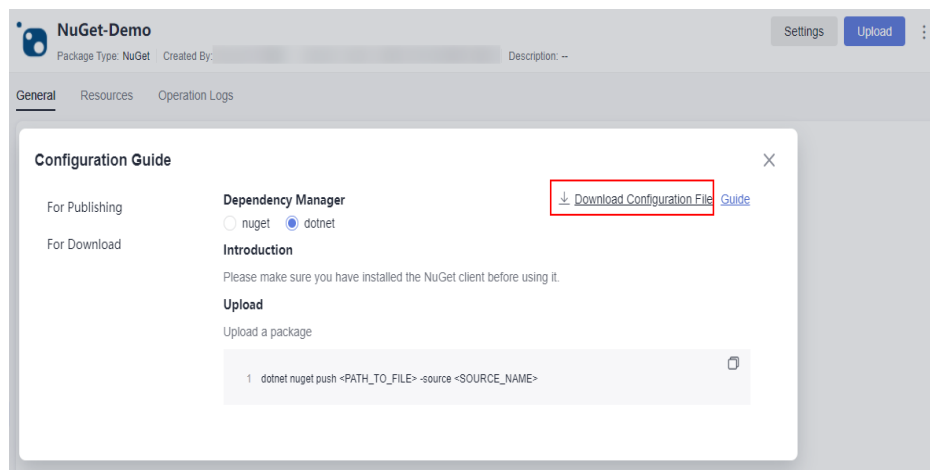 NuGet-Demo
Package Type: NuGet Created By: Description: --
Settings
Upload
General Resources Operation Logs
Configuration Guide
For Publishing
For Download
Dependency Manager
Download Configuration File Guide
nuget dotnet
Introduction
Please make sure you have installed the NuGet client before using it.
Upload
Upload a package
1 dotnet nuget push <PATH_TO_FILE> -source <SOURCE_NAME>